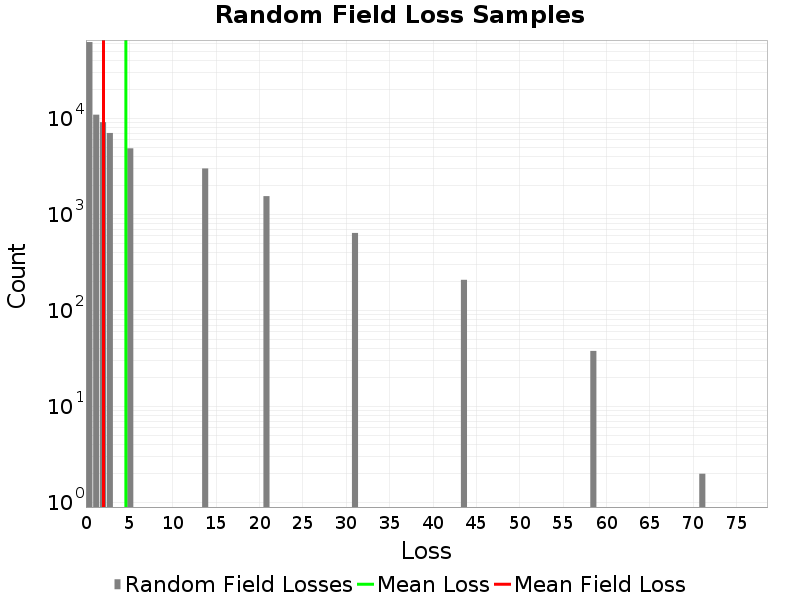 Random Field Loss Samples
Count
10^4
10^3
10^2
10^1
10^0
0 5 10 15 20 25 30 35 40 45 50 55 60 65 70 75
Loss
Random Field Losses Mean Loss Mean Field Loss